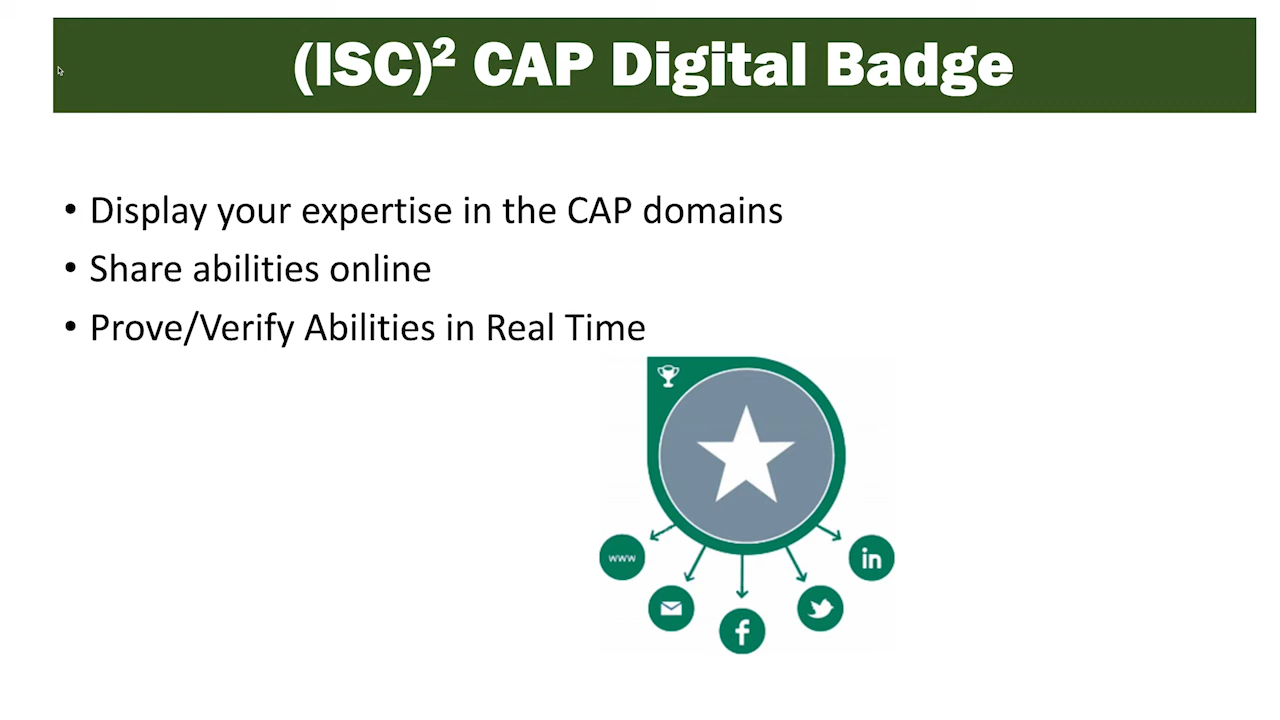 (ISC)² CAP Digital Badge
• Display your expertise in the CAP domains
• Share abilities online
• Prove/Verify Abilities in Real Time
www
in
f